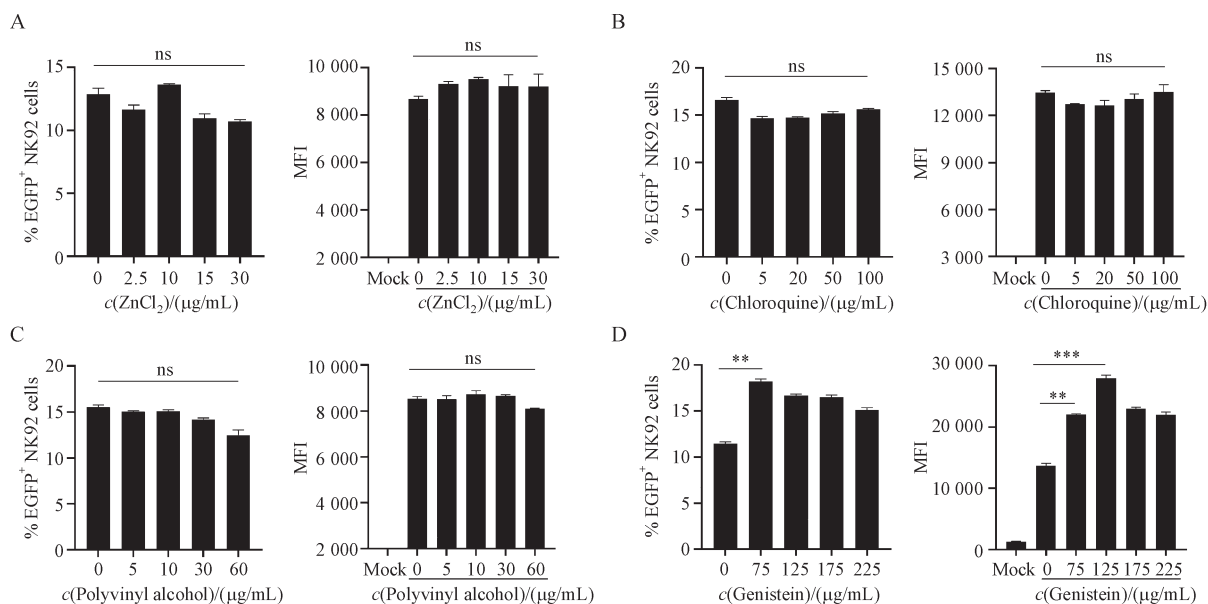 A
% EGFP+ NK92 cells
15
10
5
0
ns
0 2.5 10 15 30
c(ZnCl2)/(μg/mL)
MFI
10 000
8 000
6 000
4 000
2 000
ns
Mock 0 2.5 10 15 30
c(ZnCl2)/(μg/mL)
B
% EGFP+ NK92 cells
20
15
10
5
0
ns
0 5 20 50 100
c(Chloroquine)/(μg/mL)
MFI
15 000
12 000
9 000
6 000
3 000
ns
Mock 0 5 20 50 100
c(Chloroquine)/(μg/mL)
C
% EGFP+ NK92 cells
20
15
10
5
0
ns
0 5 10 30 60
c(Polyvinyl alcohol)/(μg/mL)
MFI
10 000
8 000
6 000
4 000
2 000
ns
Mock 0 5 10 30 60
c(Polyvinyl alcohol)/(μg/mL)
D
% EGFP+ NK92 cells
20
15
10
5
0
**
0 75 125 175 225
c(Genistein)/(μg/mL)
MFI
30 000
20 000
10 000
0
***
**
Mock 0 75 125 175 225
c(Genistein)/(μg/mL)